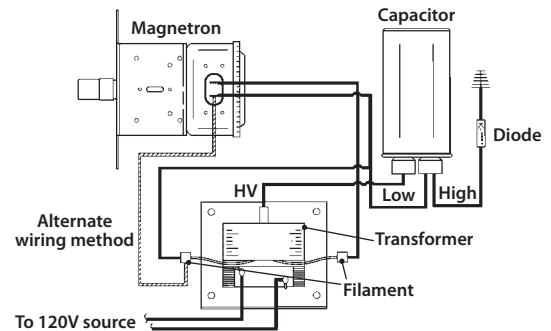 Capacitor
Magnetron
Diode
HV
Low
High
Alternate
wiring method
Transformer
Filament
To 120V source